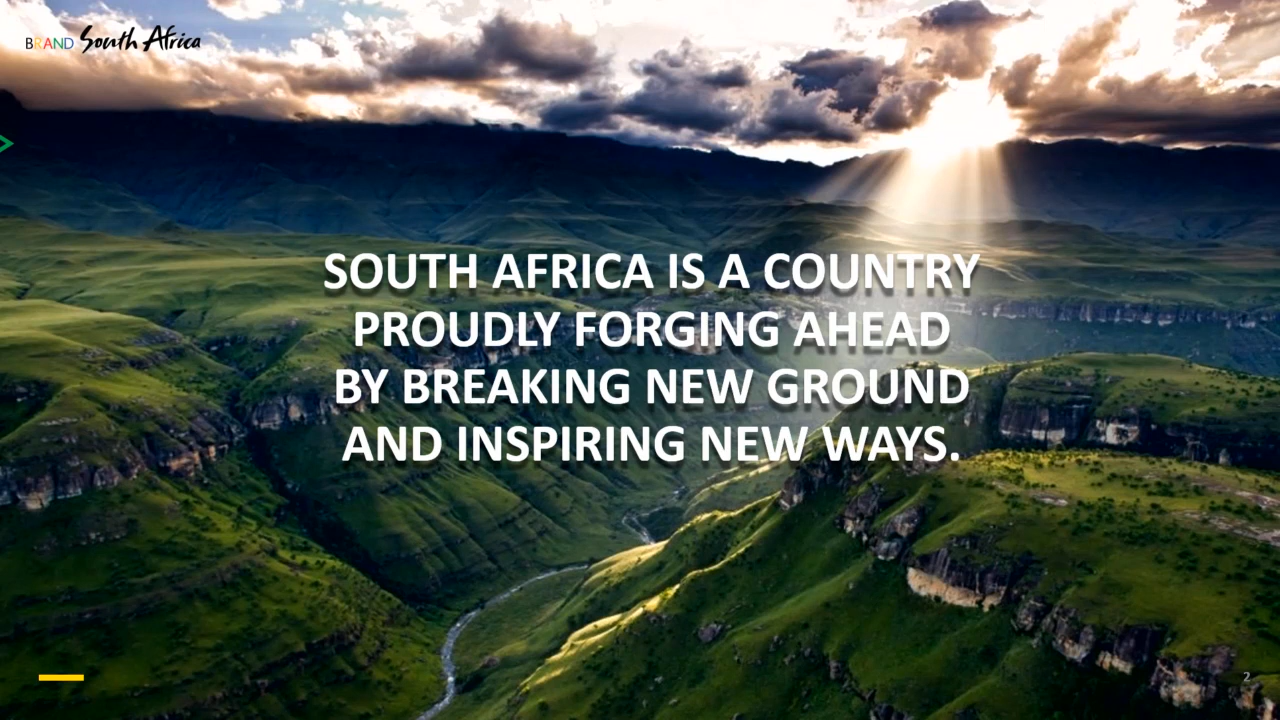 BRAND South Africa
SOUTH AFRICA IS A COUNTRY
PROUDLY FORGING AHEAD
BY BREAKING NEW GROUND
AND INSPIRING NEW WAYS.
2